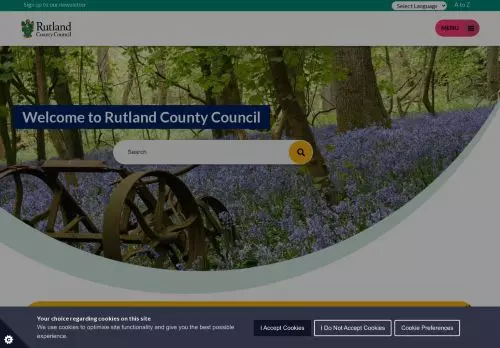 Sign up to our newsletter
Select Language
A to Z
Rutland
County Council
MENU
Welcome to Rutland County Council
Search
Your choice regarding cookies on this site
We use cookies to optimise site functionality and give you the best possible
experience.
I Accept Cookies
I Do Not Accept Cookies
Cookie Preferences